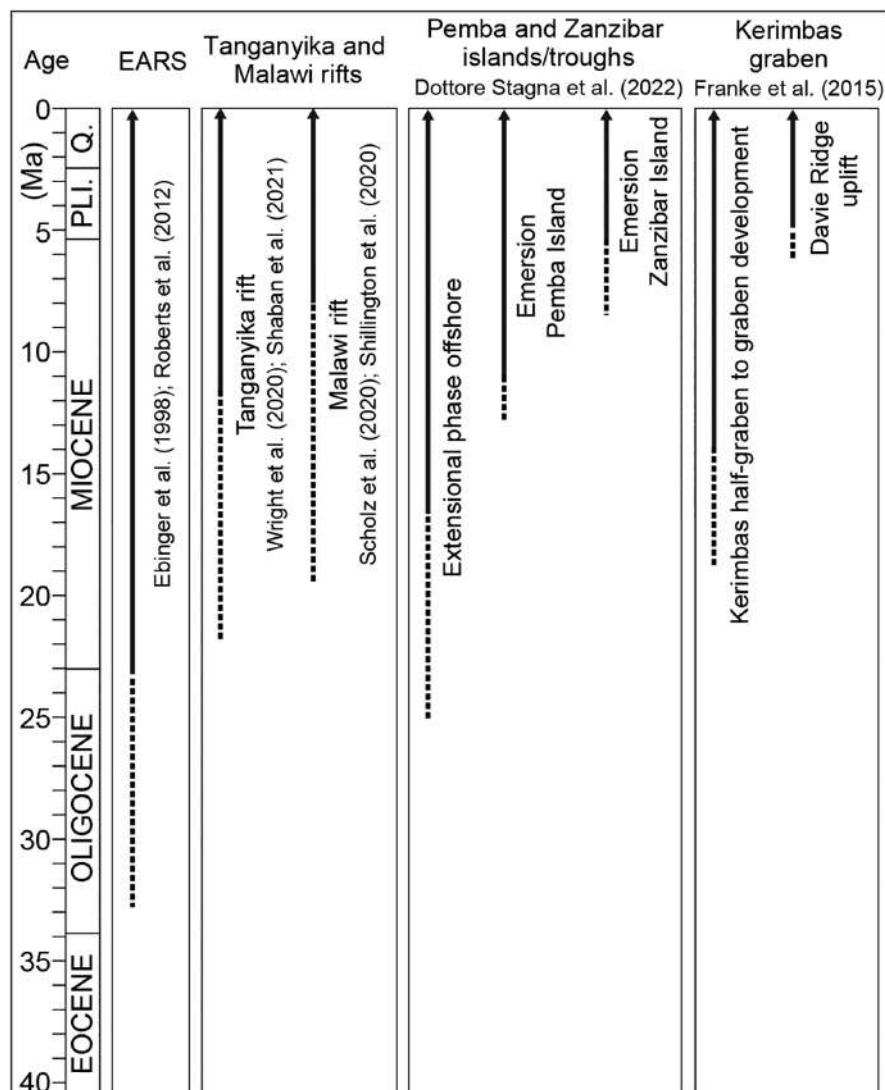 Age
EARS
Tanganyika and
Malawi rifts
Pemba and Zanzibar
islands/troughs
Dottore Stagna et al. (2022)
Kerimbas
graben
Franke et al. (2015)
(Ma)
0
5
10
15
20
25
30
35
40
Q.
PLI.
MIOCENE
OLIGOCENE
EOCENE
Ebinger et al. (1998); Roberts et al. (2012)
Tanganyika rift
Wright et al. (2020); Shaban et al. (2021)
Malawi rift
Scholz et al. (2020); Shillington et al. (2020)
Extensional phase offshore
Emersion
Pemba Island
Emersion
Zanzibar Island
Kerimbas half-graben to graben development
Davie Ridge
uplift